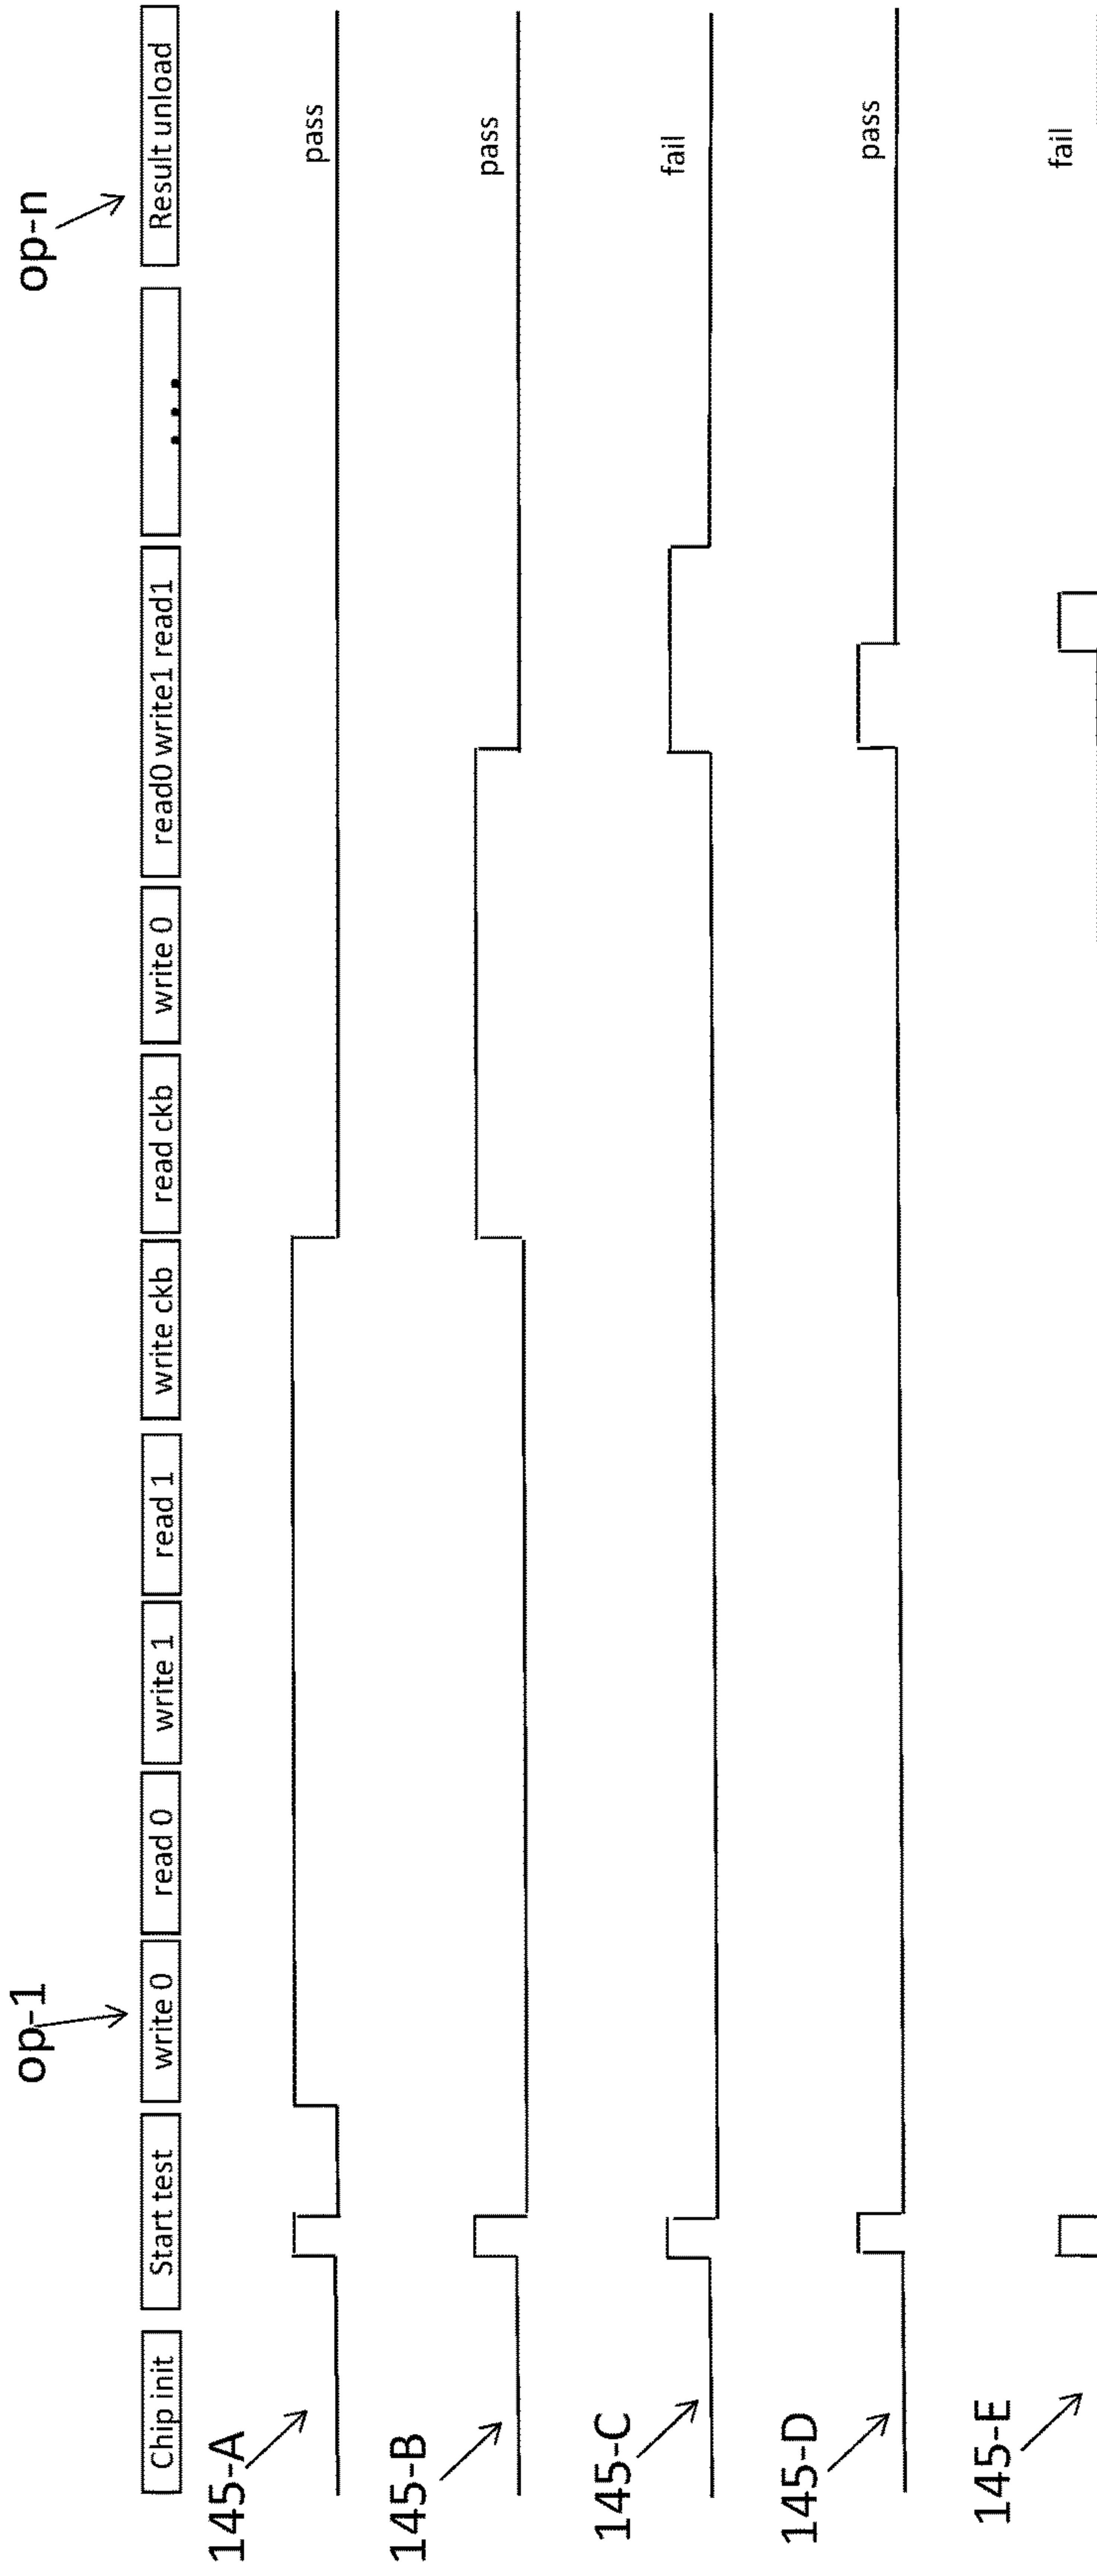 op-1
op-n
Chip init
Start test
write 0
read 0
write 1
read 1
write ckb
read ckb
write 0
read0 write1 read1
...
Result unload
145-A
pass
145-B
pass
145-C
fail
145-D
pass
145-E
fail